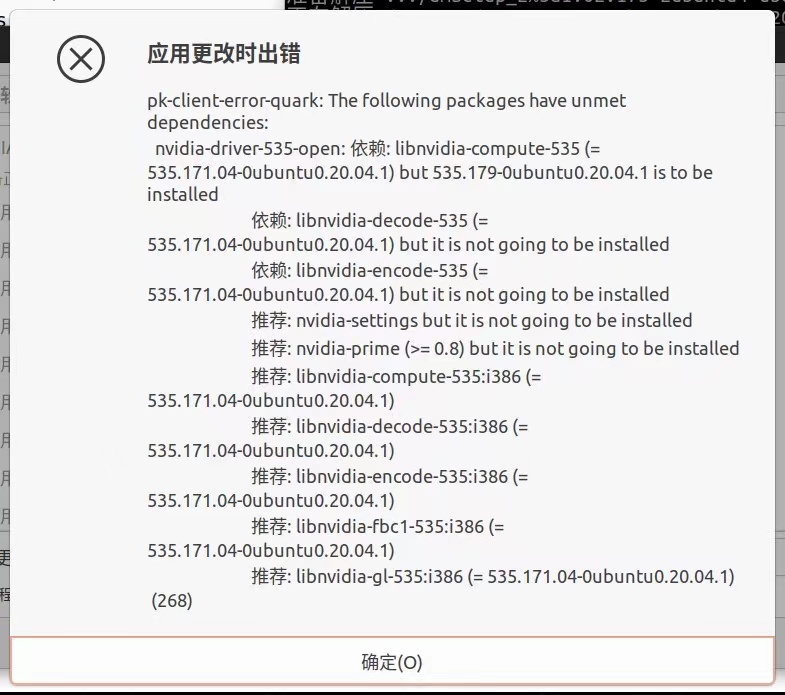 应用更改时出错
pk-client-error-quark: The following packages have unmet
dependencies:
nvidia-driver-535-open: 依赖: libnvidia-compute-535 (=
535.171.04-0ubuntu0.20.04.1) but 535.179-0ubuntu0.20.04.1 is to be
installed
依赖: libnvidia-decode-535 (=
535.171.04-0ubuntu0.20.04.1) but it is not going to be installed
依赖: libnvidia-encode-535 (=
535.171.04-0ubuntu0.20.04.1) but it is not going to be installed
推荐: nvidia-settings but it is not going to be installed
推荐: nvidia-prime (>= 0.8) but it is not going to be installed
推荐: libnvidia-compute-535:i386 (=
535.171.04-0ubuntu0.20.04.1)
推荐: libnvidia-decode-535:i386 (=
535.171.04-0ubuntu0.20.04.1)
推荐: libnvidia-encode-535:i386 (=
535.171.04-0ubuntu0.20.04.1)
推荐: libnvidia-fbc1-535:i386 (=
535.171.04-0ubuntu0.20.04.1)
推荐: libnvidia-gl-535:i386 (= 535.171.04-0ubuntu0.20.04.1)
(268)
确定(O)